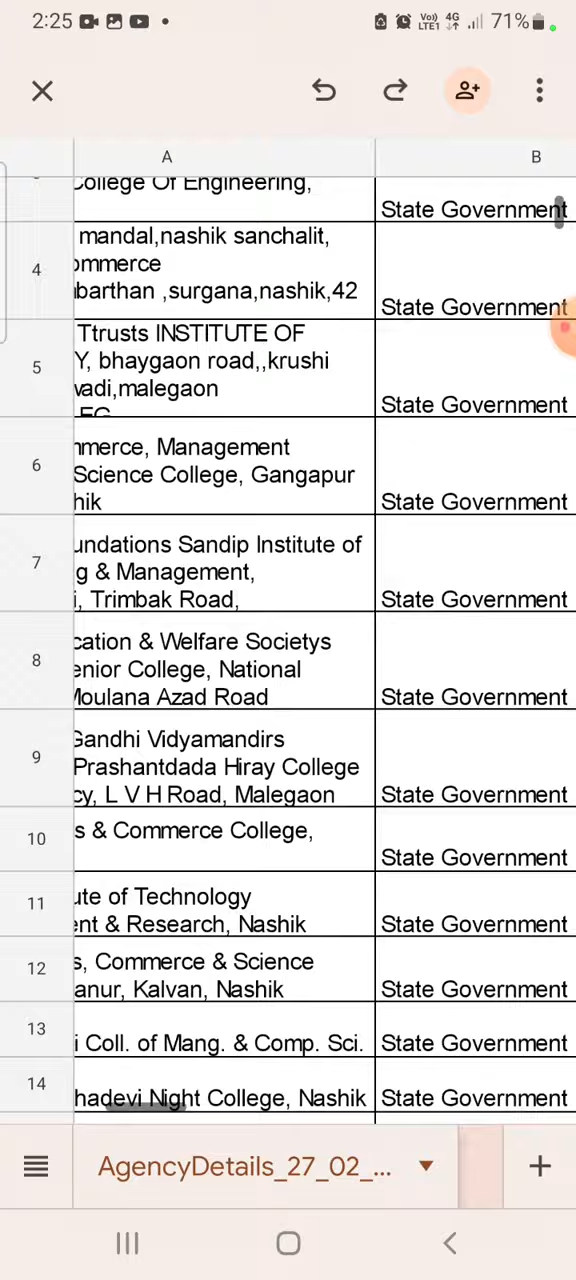 2:25
Vo)) LTE1 4G 71%
A B
College Of Engineering,
State Government
4
mandal,nashik sanchalit,
ommerce
barthan ,surgana,nashik,42
State Government
5
Ttrusts INSTITUTE OF
Y, bhaygaon road,,krushi
wadi,malegaon
State Government
6
mmerce, Management
Science College, Gangapur
hik
State Government
7
undations Sandip Institute of
g & Management,
i, Trimbak Road,
State Government
8
cation & Welfare Societys
enior College, National
Moulana Azad Road
State Government
9
Gandhi Vidyamandirs
Prashantdada Hiray College
cy, L V H Road, Malegaon
State Government
10
s & Commerce College,
State Government
11
ute of Technology
ent & Research, Nashik
State Government
12
s, Commerce & Science
anur, Kalvan, Nashik
State Government
13
i Coll. of Mang. & Comp. Sci.
State Government
14
hadevi Night College, Nashik
State Government
AgencyDetails_27_02_...